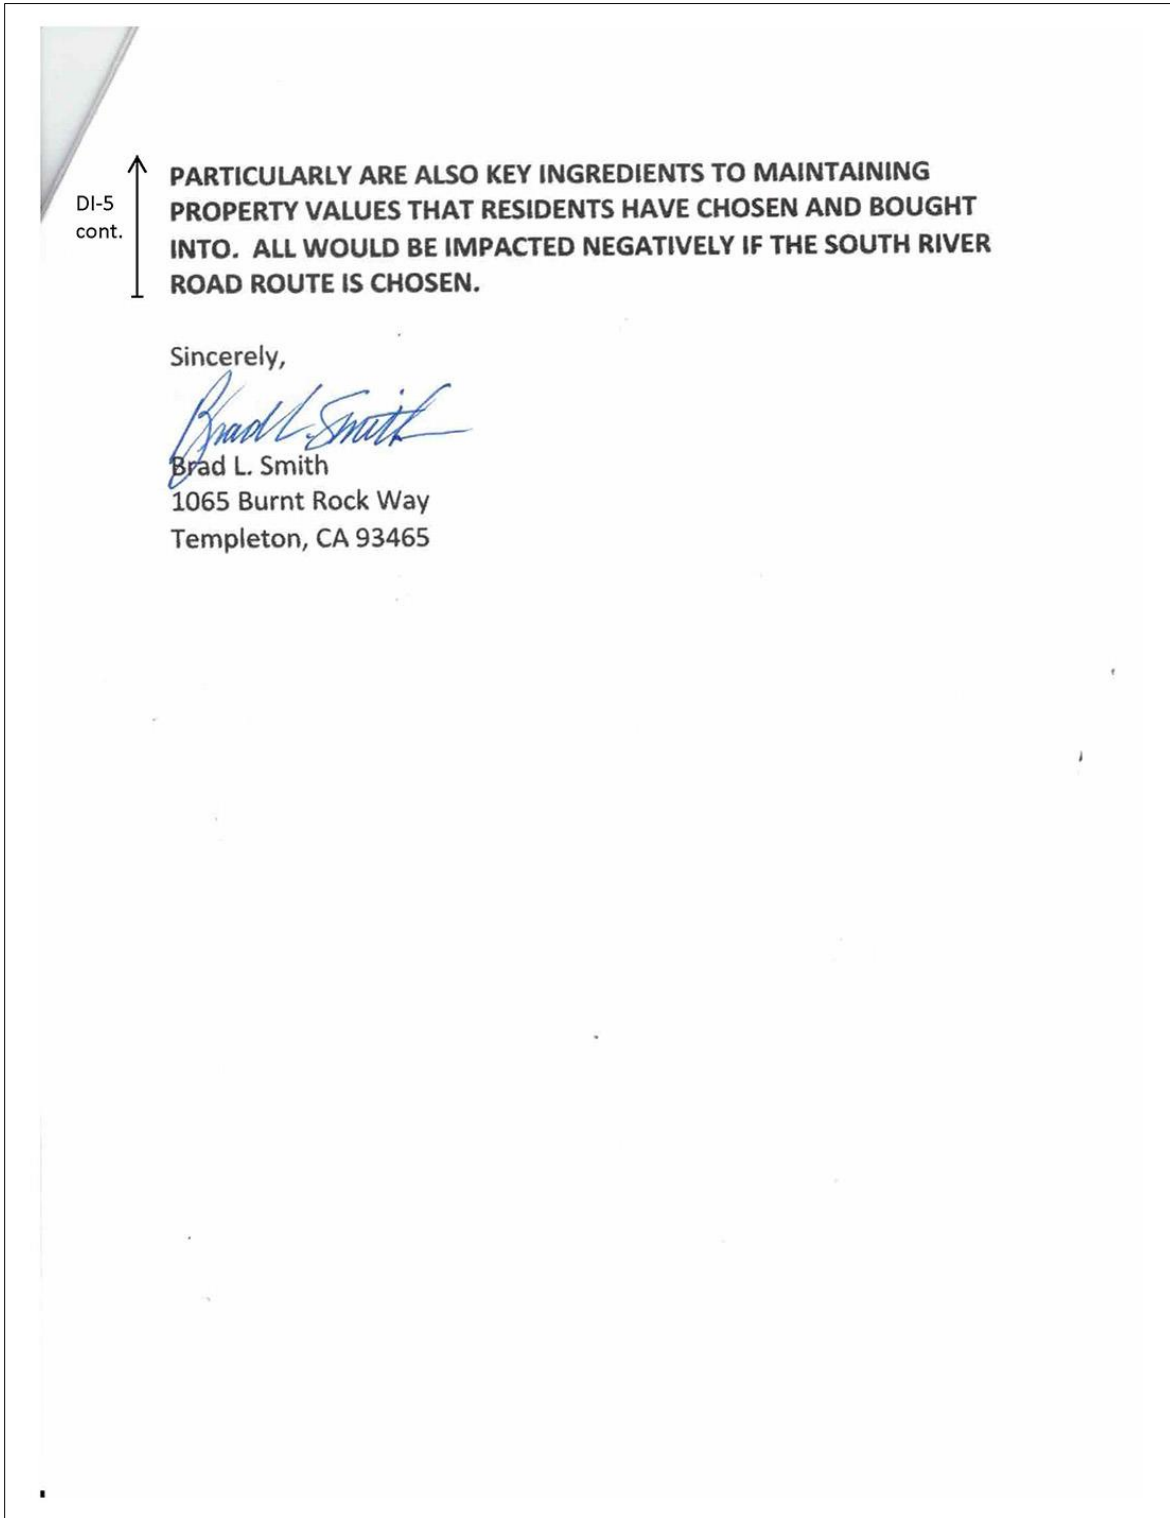 DI-5
cont.
PARTICULARLY ARE ALSO KEY INGREDIENTS TO MAINTAINING
PROPERTY VALUES THAT RESIDENTS HAVE CHOSEN AND BOUGHT
INTO.  ALL WOULD BE IMPACTED NEGATIVELY IF THE SOUTH RIVER
ROAD ROUTE IS CHOSEN.
Sincerely,
Brad L. Smith
Brad L. Smith
1065 Burnt Rock Way
Templeton, CA 93465